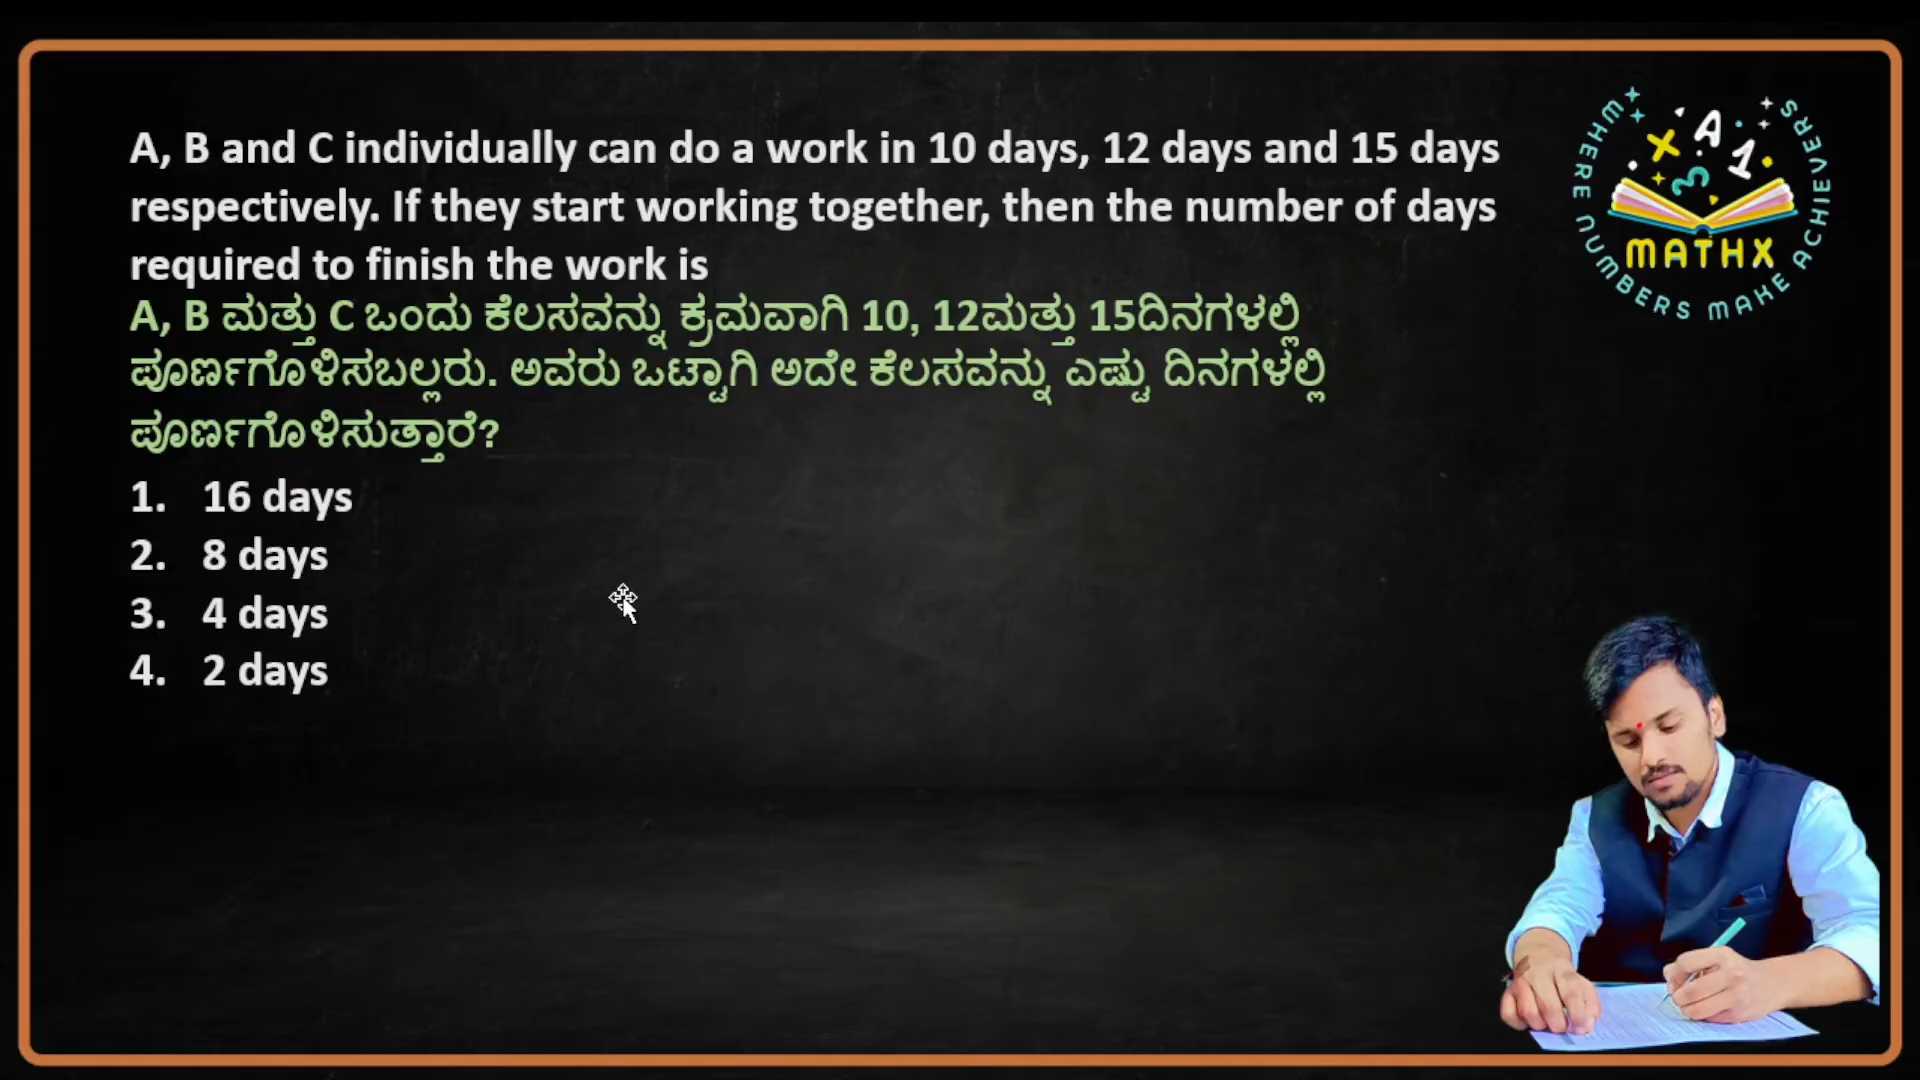 A, B and C individually can do a work in 10 days, 12 days and 15 days
respectively. If they start working together, then the number of days
required to finish the work is
A, B ಮತ್ತು C ಒಂದು ಕೆಲಸವನ್ನು ಕ್ರಮವಾಗಿ 10, 12ಮತ್ತು 15ದಿನಗಳಲ್ಲಿ
ಪೂರ್ಣಗೊಳಿಸಬಲ್ಲರು. ಅವರು ಒಟ್ಟಾಗಿ ಅದೇ ಕೆಲಸವನ್ನು ಎಷ್ಟು ದಿನಗಳಲ್ಲಿ
ಪೂರ್ಣಗೊಳಿಸುತ್ತಾರೆ?
1. 16 days
2. 8 days
3. 4 days
4. 2 days
WHERE NUMBERS MAKE ACHIEVERS
X A 1 3
MATHX